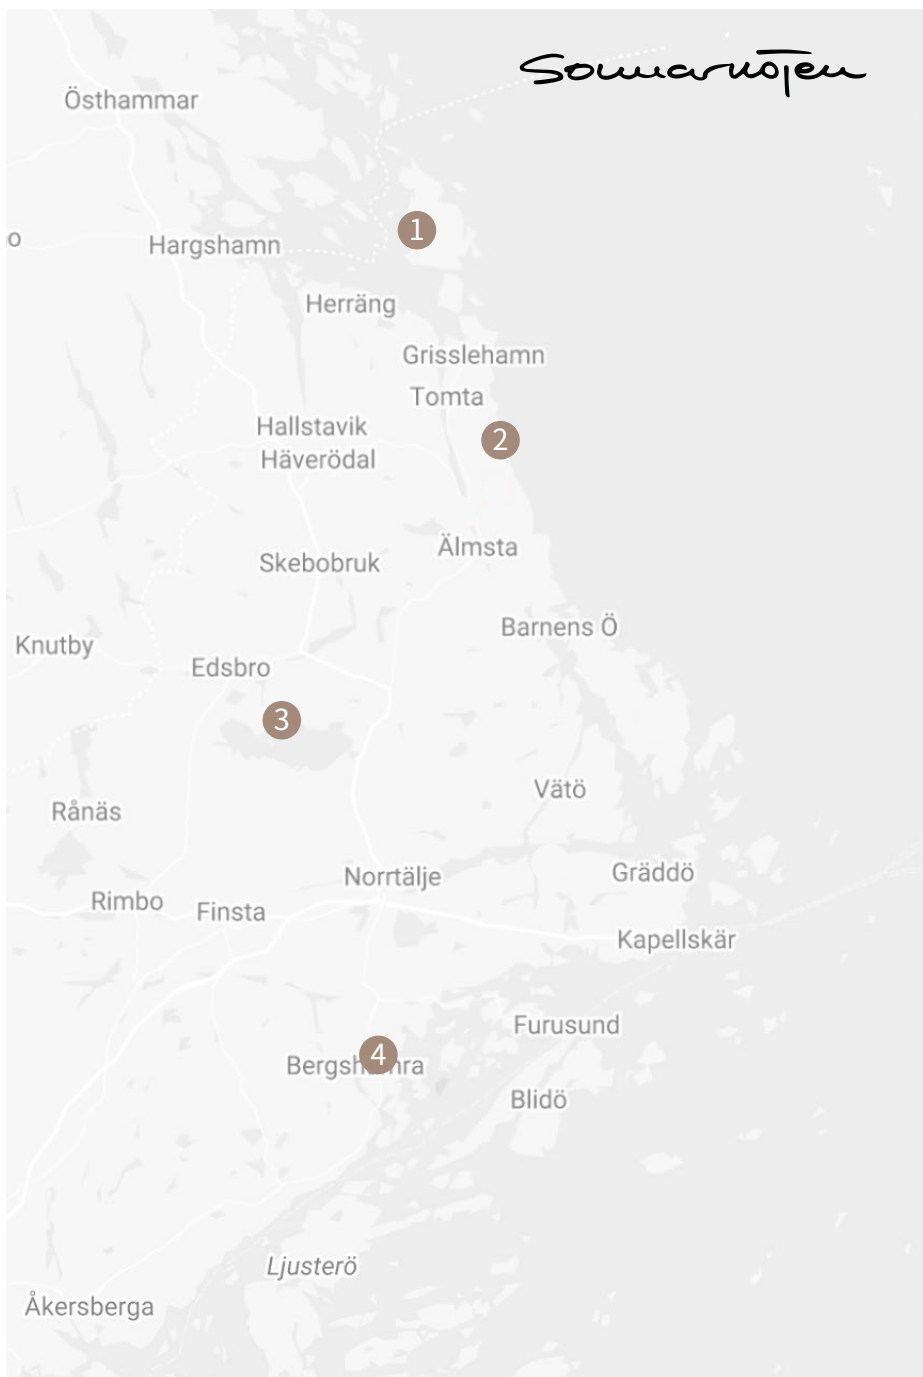 Sommarnöjen
Östhammar
1
o
Hargshamn
Herräng
Grisslehamn
Tomta
Hallstavik
2
Häverödal
Älmsta
Skebobruk
Barnens Ö
Knutby
Edsbro
3
Vätö
Rånäs
Gräddö
Norrtälje
Rimbo
Finsta
Kapellskär
Furusund
4
Bergshamra
Blidö
Ljusterö
Åkersberga